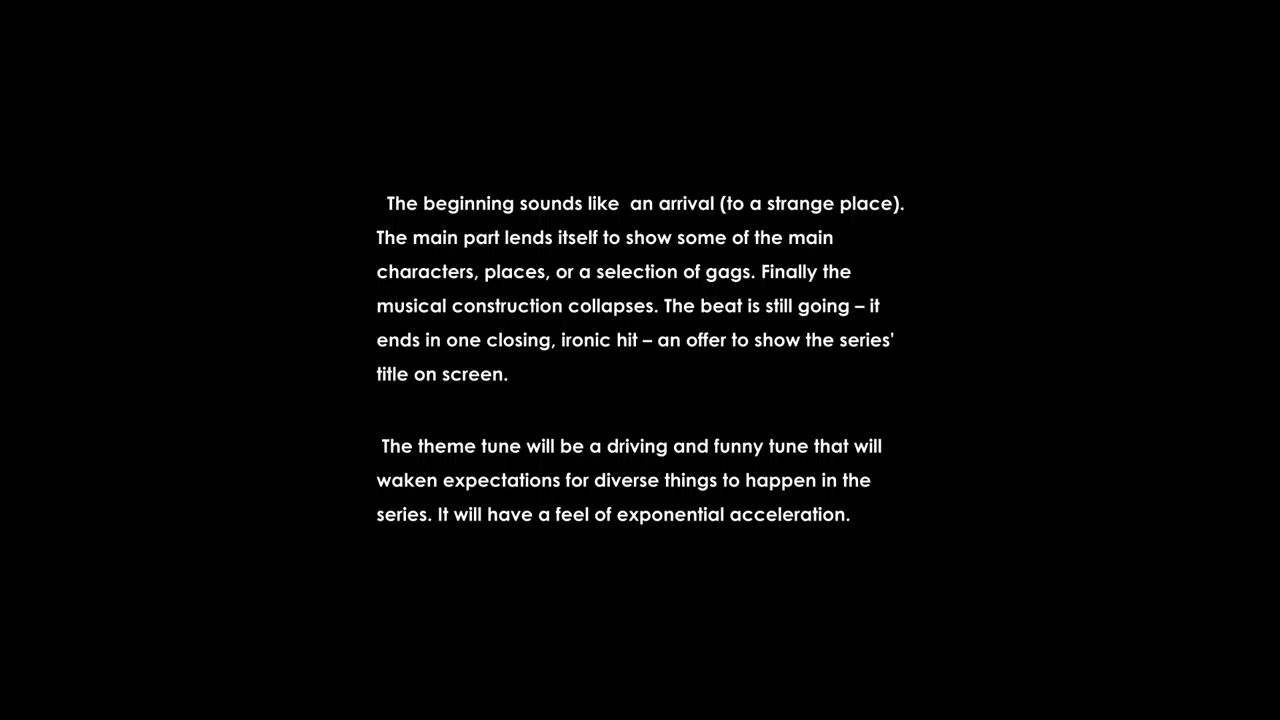 The beginning sounds like  an arrival (to a strange place).
The main part lends itself to show some of the main
characters, places, or a selection of gags. Finally the
musical construction collapses. The beat is still going – it
ends in one closing, ironic hit – an offer to show the series'
title on screen.
The theme tune will be a driving and funny tune that will
waken expectations for diverse things to happen in the
series. It will have a feel of exponential acceleration.